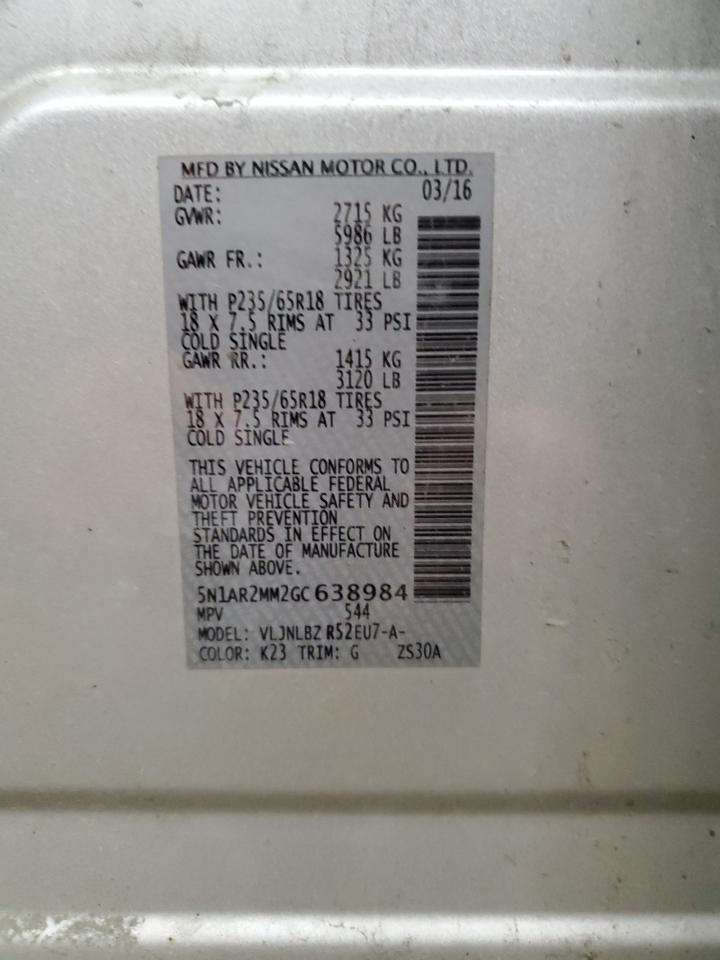 MFD BY NISSAN MOTOR CO., LTD.
DATE: 03/16
GVWR: 2715 KG
5986 LB
GAWR FR.: 1325 KG
2921 LB
WITH P235/65R18 TIRES
18 X 7.5 RIMS AT 33 PSI
COLD SINGLE
GAWR RR.: 1415 KG
3120 LB
WITH P235/65R18 TIRES
18 X 7.5 RIMS AT 33 PSI
COLD SINGLE
THIS VEHICLE CONFORMS TO
ALL APPLICABLE FEDERAL
MOTOR VEHICLE SAFETY AND
THEFT PREVENTION
STANDARDS IN EFFECT ON
THE DATE OF MANUFACTURE
SHOWN ABOVE.
5N1AR2MM2GC638984
MPV 544
MODEL: VLJNLBZ R52EU7-A-
COLOR: K23 TRIM: G ZS30A